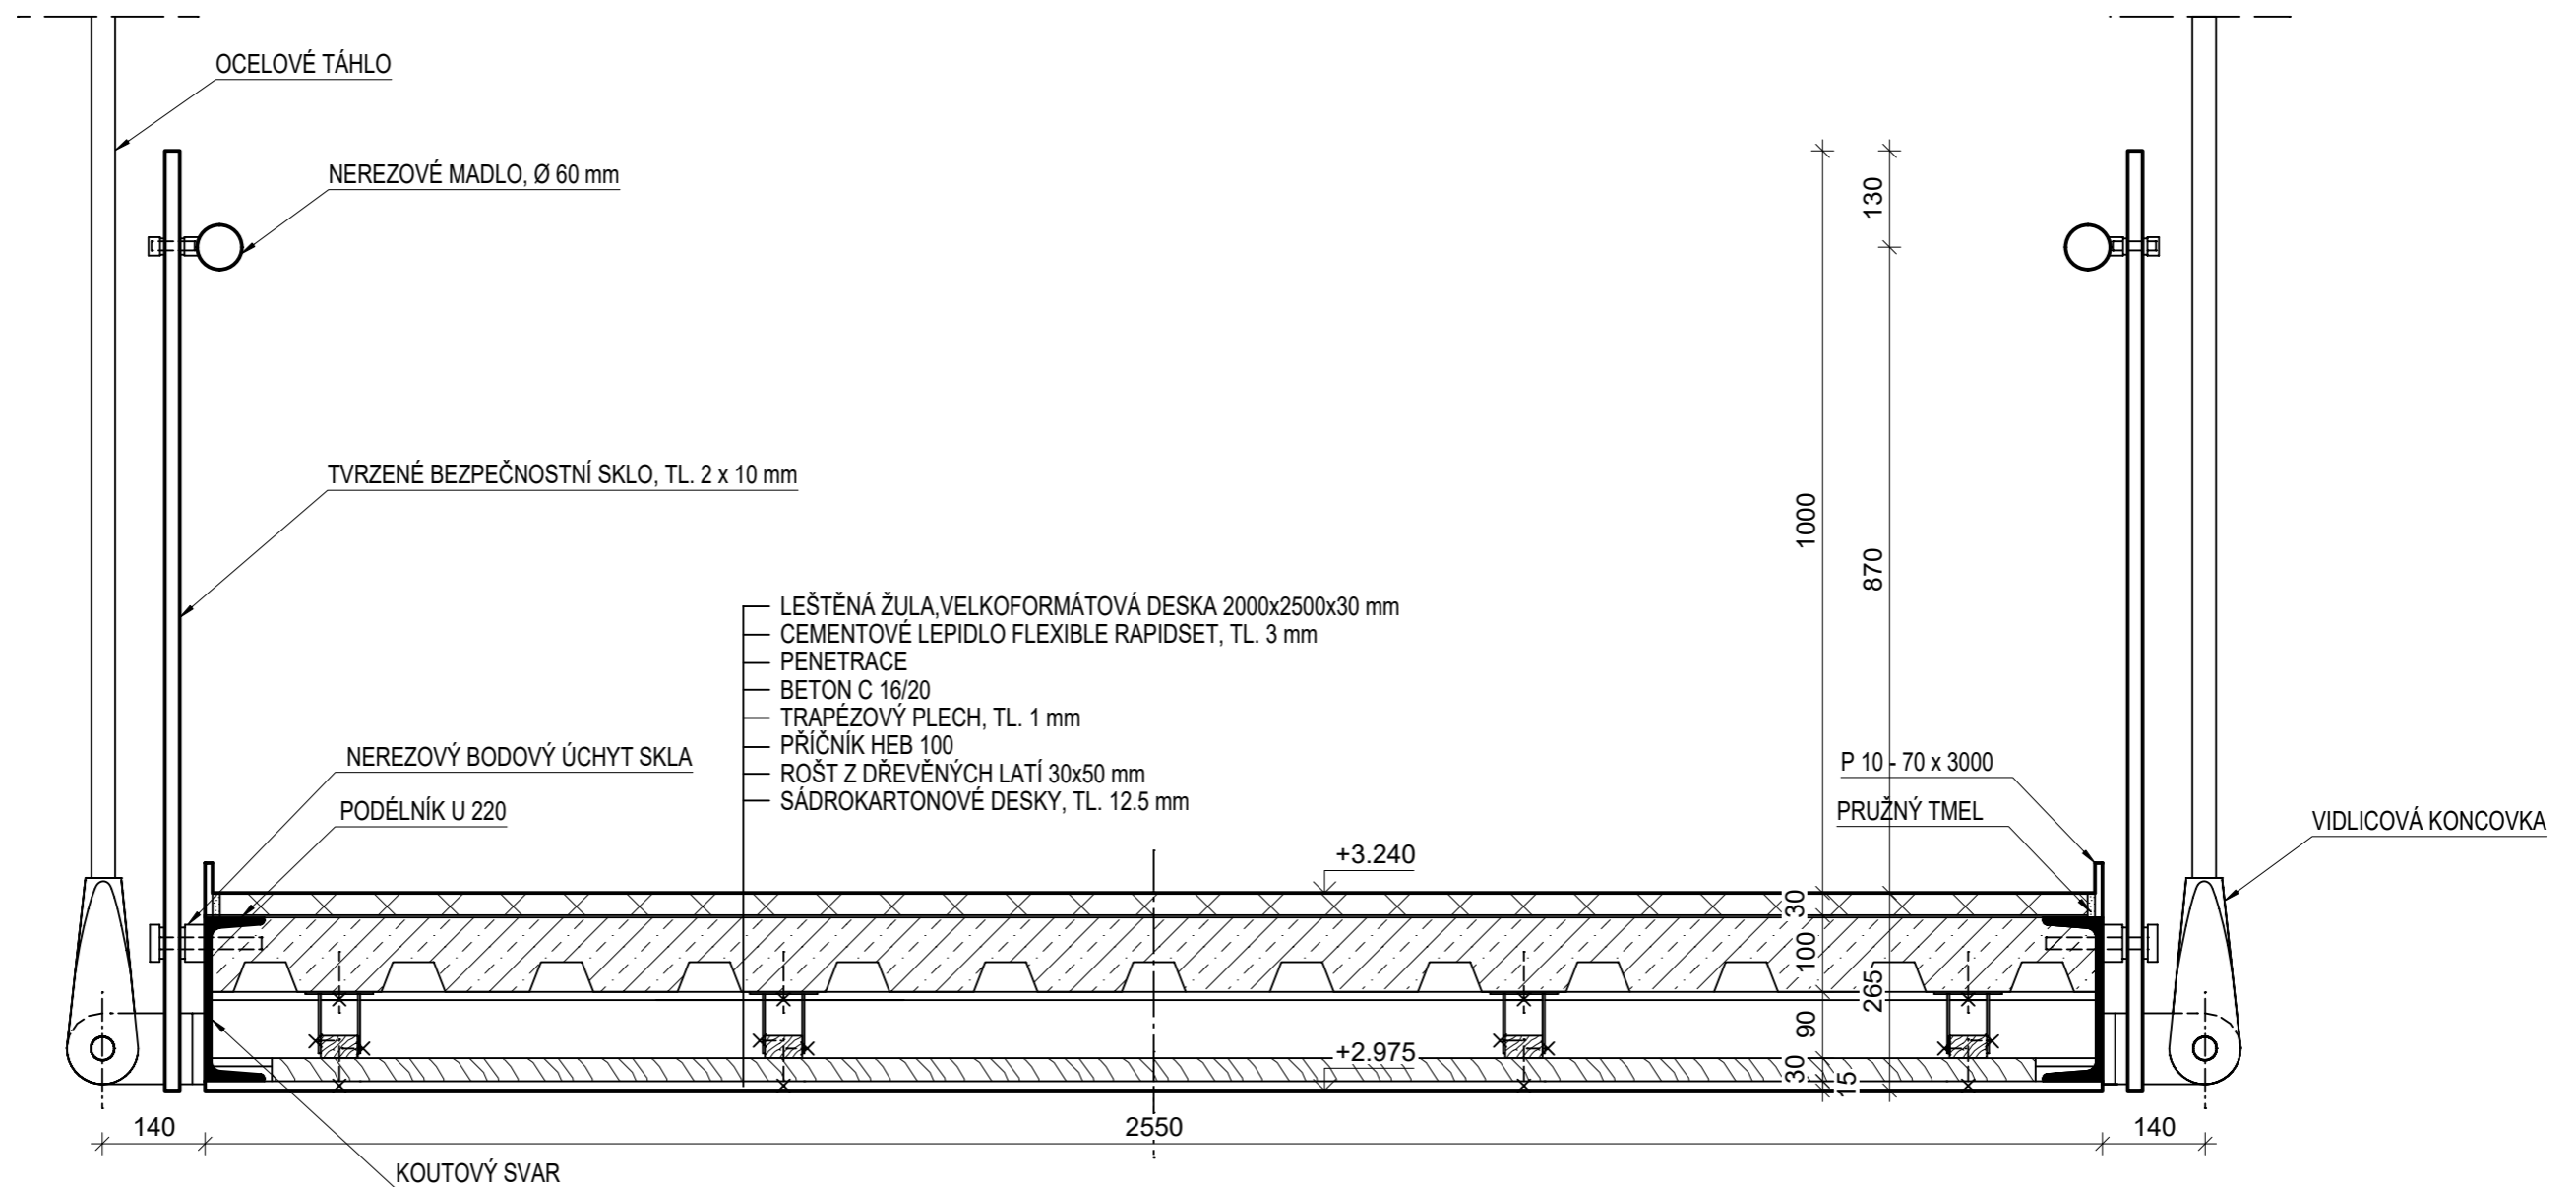 OCELOVÉ TÁHLO
NEREZOVÉ MADLO, Ø 60 mm
130
TVRZENÉ BEZPEČNOSTNÍ SKLO, TL. 2 x 10 mm
1000
870
LEŠTĚNÁ ŽULA,VELKOFORMÁTOVÁ DESKA 2000x2500x30 mm
CEMENTOVÉ LEPIDLO FLEXIBLE RAPIDSET, TL. 3 mm
PENETRACE
BETON C 16/20
TRAPÉZOVÝ PLECH, TL. 1 mm
PŘÍČNÍK HEB 100
ROŠT Z DŘEVĚNÝCH LATÍ 30x50 mm
SÁDROKARTONOVÉ DESKY, TL. 12.5 mm
NEREZOVÝ BODOVÝ ÚCHYT SKLA
PODÉLNÍK U 220
P 10 - 70 x 3000
PRUŽNÝ TMEL
VIDLICOVÁ KONCOVKA
+3.240
30
100
265
90
+2.975
30
15
140
2550
140
KOUTOVÝ SVAR